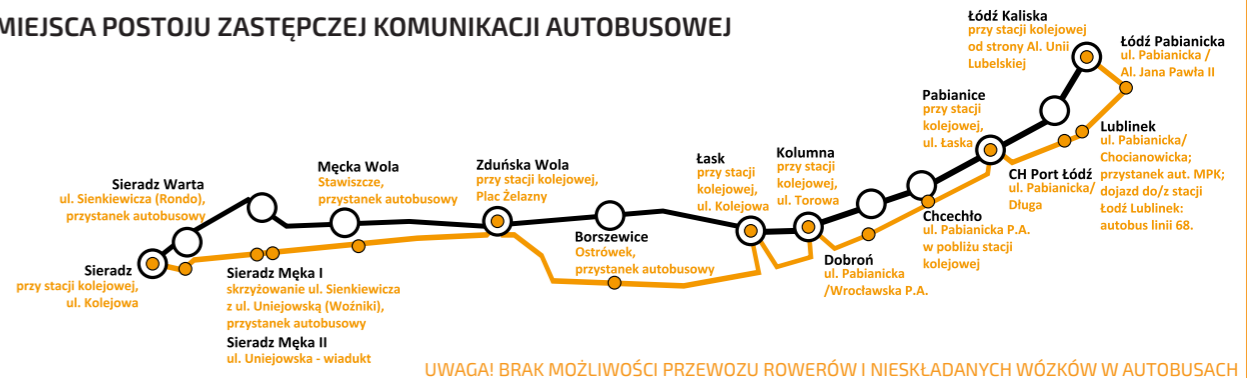 MIEJSCA POSTOJU ZASTĘPCZEJ KOMUNIKACJI AUTOBUSOWEJ
Sieradz
przy stacji kolejowej,
ul. Kolejowa
Sieradz Warta
ul. Sienkiewicza (Rondo),
przystanek autobusowy
Sieradz Męka I
skrzyżowanie ul. Sienkiewicza
z ul. Uniejowską (Woźniki),
przystanek autobusowy
Sieradz Męka II
ul. Uniejowska - wiadukt
Męcka Wola
Stawiszcze,
przystanek autobusowy
Zduńska Wola
przy stacji kolejowej,
Plac Żelazny
Borszewice
Ostrówek,
przystanek autobusowy
Łask
przy stacji
kolejowej,
ul. Kolejowa
Kolumna
przy stacji
kolejowej,
ul. Torowa
Dobroń
ul. Pabianicka
/Wrocławska P.A.
Chcechło
ul. Pabianicka P.A.
w pobliżu stacji
kolejowej
Pabianice
przy stacji
kolejowej,
ul. Łaska
CH Port Łódź
ul. Pabianicka/
Długa
Lublinek
ul. Pabianicka/
Chocianowicka;
przystanek aut. MPK;
dojazd do/z stacji
Łódź Lublinek:
autobus linii 68.
Łódź Kaliska
przy stacji kolejowej
od strony Al. Unii
Lubelskiej
Łódź Pabianicka
ul. Pabianicka /
Al. Jana Pawła II
UWAGA! BRAK MOŻLIWOŚCI PRZEWOZU ROWERÓW I NIESKŁADANYCH WÓZKÓW W AUTOBUSACH